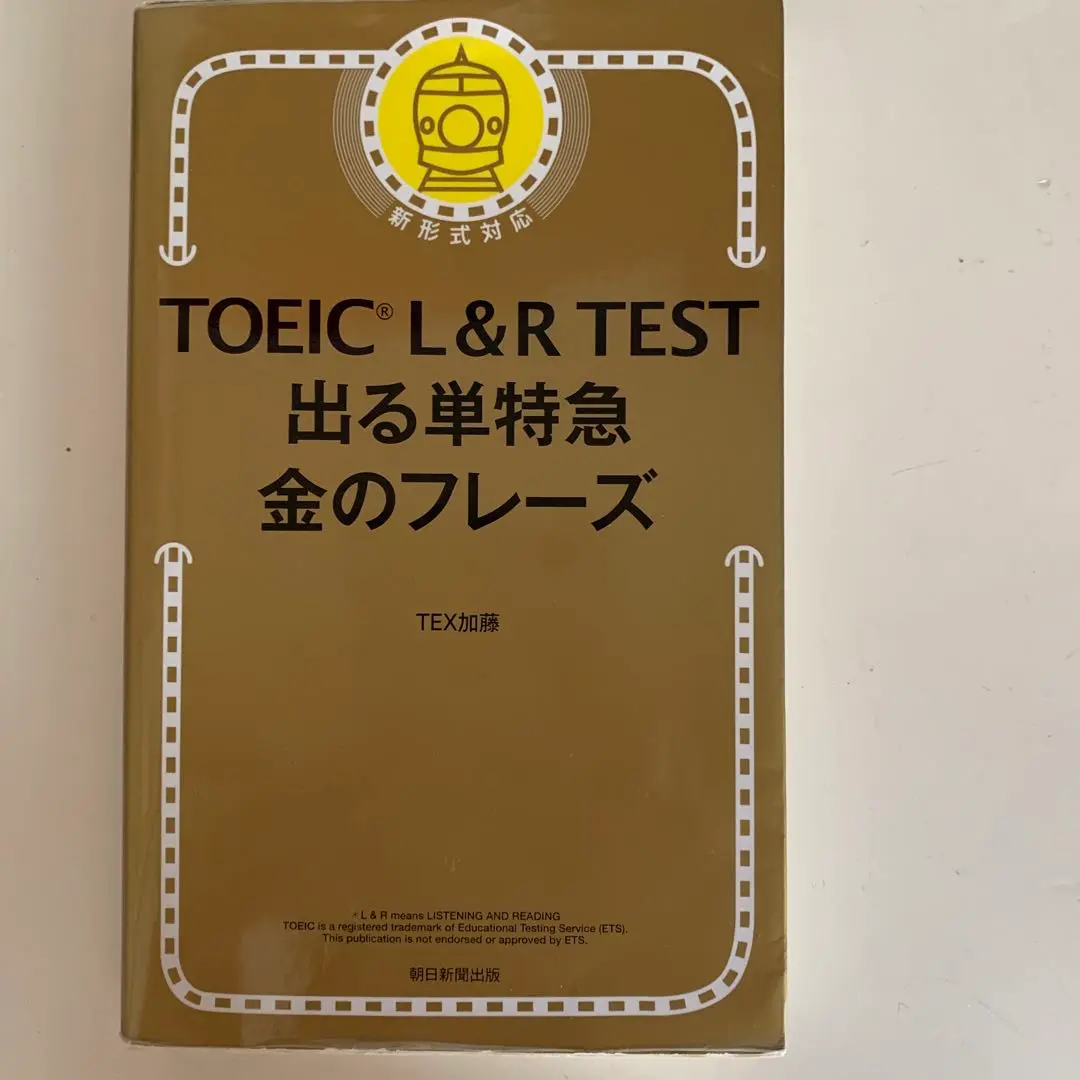 新形式対応
TOEIC® L&R TEST
出る単特急
金のフレーズ
TEX加藤
*L & R means LISTENING AND READING
TOEIC is a registered trademark of Educational Testing Service (ETS).
This publication is not endorsed or approved by ETS.
朝日新聞出版